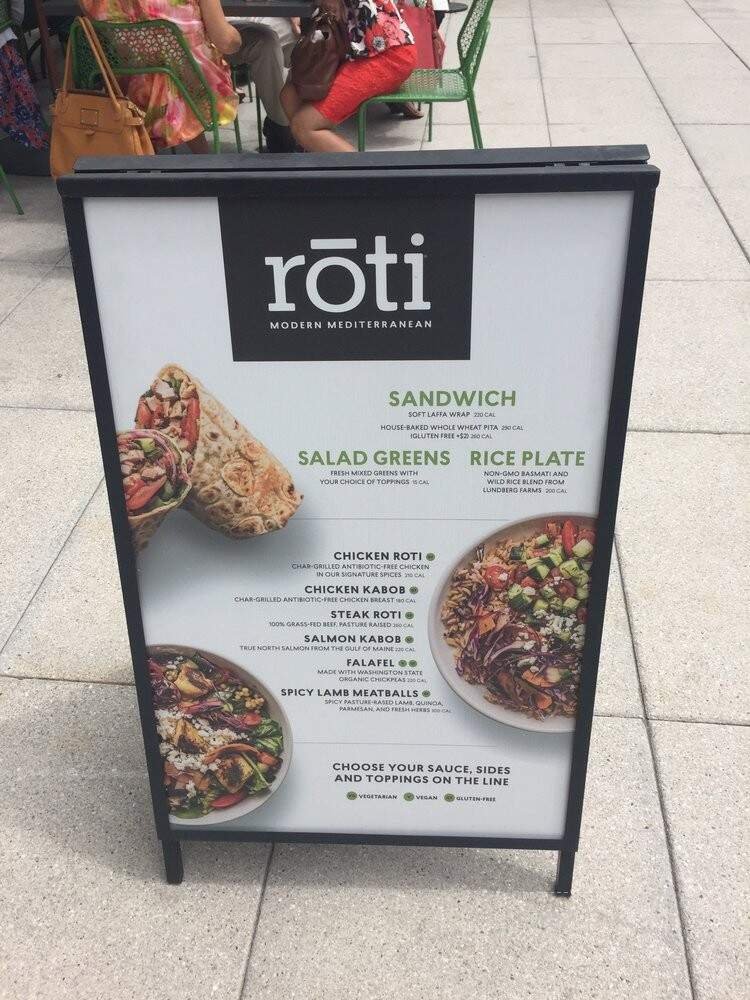 rōti
MODERN MEDITERRANEAN
SANDWICH
SOFT LAFFA WRAP 220 CAL
HOUSE-BAKED WHOLE WHEAT PITA 290 CAL
(GLUTEN FREE +$2) 260 CAL
SALAD GREENS
FRESH MIXED GREENS WITH
YOUR CHOICE OF TOPPINGS 15 CAL
RICE PLATE
NON-GMO BASMATI AND
WILD RICE BLEND FROM
LUNDBERG FARMS 200 CAL
CHICKEN ROTI
CHAR-GRILLED ANTIBIOTIC-FREE CHICKEN
IN OUR SIGNATURE SPICES 210 CAL
CHICKEN KABOB
CHAR-GRILLED ANTIBIOTIC-FREE CHICKEN BREAST 180 CAL
STEAK ROTI
100% GRASS-FED BEEF, PASTURE RAISED 260 CAL
SALMON KABOB
TRUE NORTH SALMON FROM THE GULF OF MAINE 220 CAL
FALAFEL
MADE WITH WASHINGTON STATE
ORGANIC CHICKPEAS 220 CAL
SPICY LAMB MEATBALLS
SPICY PASTURE-RAISED LAMB, QUINOA,
PARMESAN, AND FRESH HERBS 300 CAL
CHOOSE YOUR SAUCE, SIDES
AND TOPPINGS ON THE LINE
VEGETARIAN V VEGAN GLUTEN-FREE